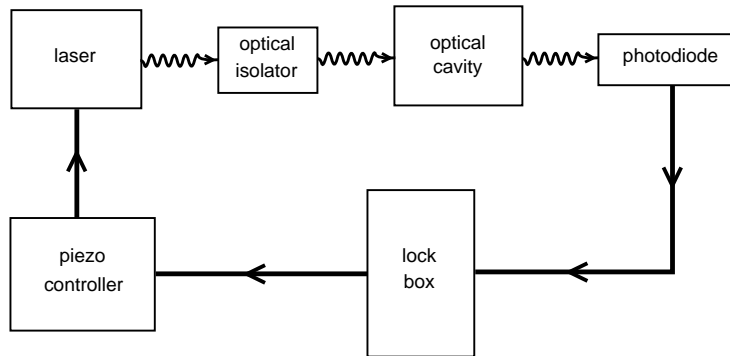 laser
optical
isolator
optical
cavity
photodiode
piezo
controller
lock
box